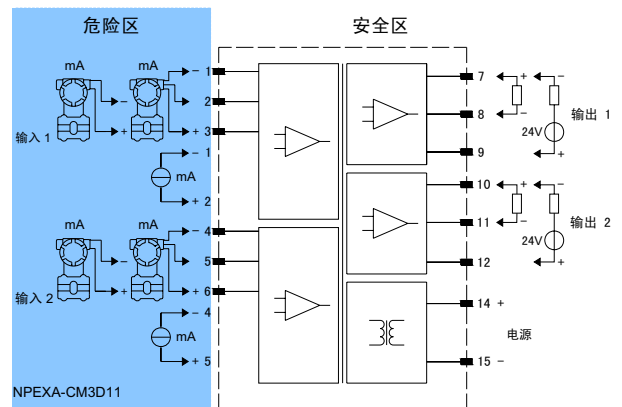 危险区
安全区
mA
mA
- 1
7
+
-
-
2
8
-
输出 1
+
+ 3
24V
输入 1
- 1
9
+
mA
+ 2
10
+
-
mA
mA
- 4
11
-
输出 2
24V
-
5
12
+
+
+ 6
输入 2
- 4
14 +
mA
电源
+ 5
15 -
NPEXA-CM3D11